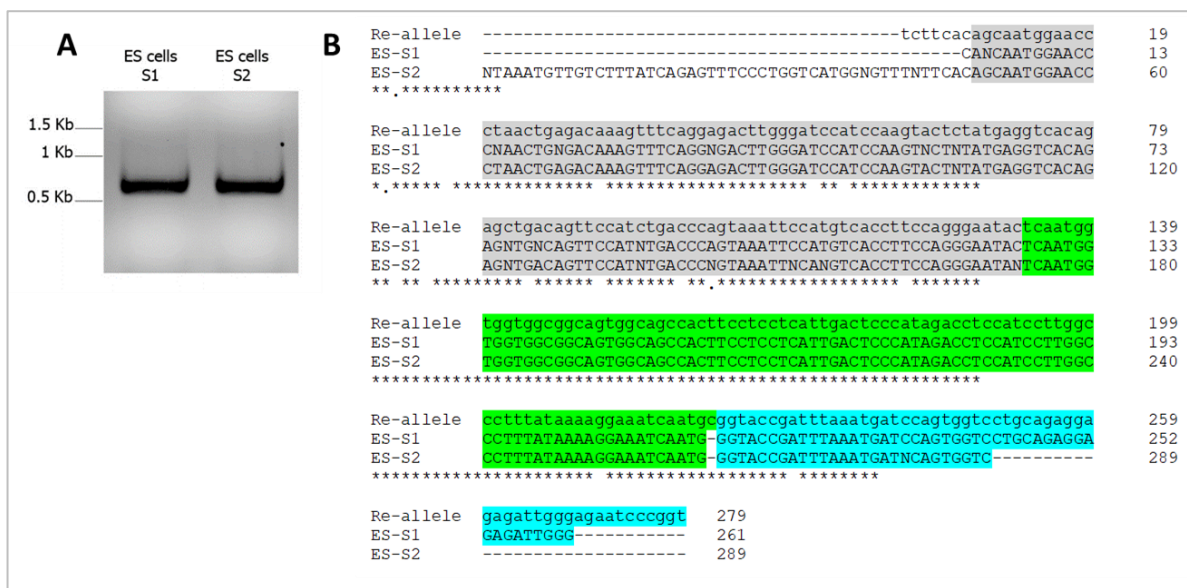 A
B
ES cells
S1
ES cells
S2
1.5 Kb
1 Kb
0.5 Kb
Re-allele -----------------------------------------tcttcacagcaatggaacc 19
ES-S1 -----------------------------------------------CANCAATGGAACC 13
ES-S2 NTAAATGTTGTCTTTATCAGAGTTTCCCTGGTCATGGNGTTTNTTCACAGCAATGGAACC 60
**.**********
Re-allele ctaactgagacaaagtttcaggagacttgggatccatccaagtactctatgaggtcacag 79
ES-S1 CNAACTGNGACAAAGTTTCAGGNGACTTGGGATCCATCCAAGTNCTNTATGAGGTCACAG 73
ES-S2 CTAACTGAGACAAAGTTTCAGGAGACTTGGGATCCATCCAAGTACTNTATGAGGTCACAG 120
*.***** ************** ******************** ** *************
Re-allele agctgacagttccatctgacccagtaaattccatgtcaccttccagggaatactcaatgg 139
ES-S1 AGNTGNCAGTTCCATNTGACCCAGTAAATTCCATGTCACCTTCCAGGGAATACTCAATGG 133
ES-S2 AGNTGACAGTTCCATNTGACCCNGTAAATTNCANGTCACCTTCCAGGGAATANTCAATGG 180
** ** ********* ****** ******* **.****************** *******
Re-allele tggtggcggcagtggcagccacttcctcctcattgactcccatagacctccatccttggc 199
ES-S1 TGGTGGCGGCAGTGGCAGCCACTTCCTCCTCATTGACTCCCATAGACCTCCATCCTTGGC 193
ES-S2 TGGTGGCGGCAGTGGCAGCCACTTCCTCCTCATTGACTCCCATAGACCTCCATCCTTGGC 240
************************************************************
Re-allele cctttataaaaggaaatcaatgcggtaccgatttaaatgatccagtggtcctgcagagga 259
ES-S1 CCTTTATAAAAGGAAATCAATG-GGTACCGATTTAAATGATCCAGTGGTCCTGCAGAGGA 252
ES-S2 CCTTTATAAAAGGAAATCAATG-GGTACCGATTTAAATGATNCAGTGGTC---------- 289
********************** ****************** ********
Re-allele gagattgggagaatcccggt 279
ES-S1 GAGATTGGG----------- 261
ES-S2 -------------------- 289